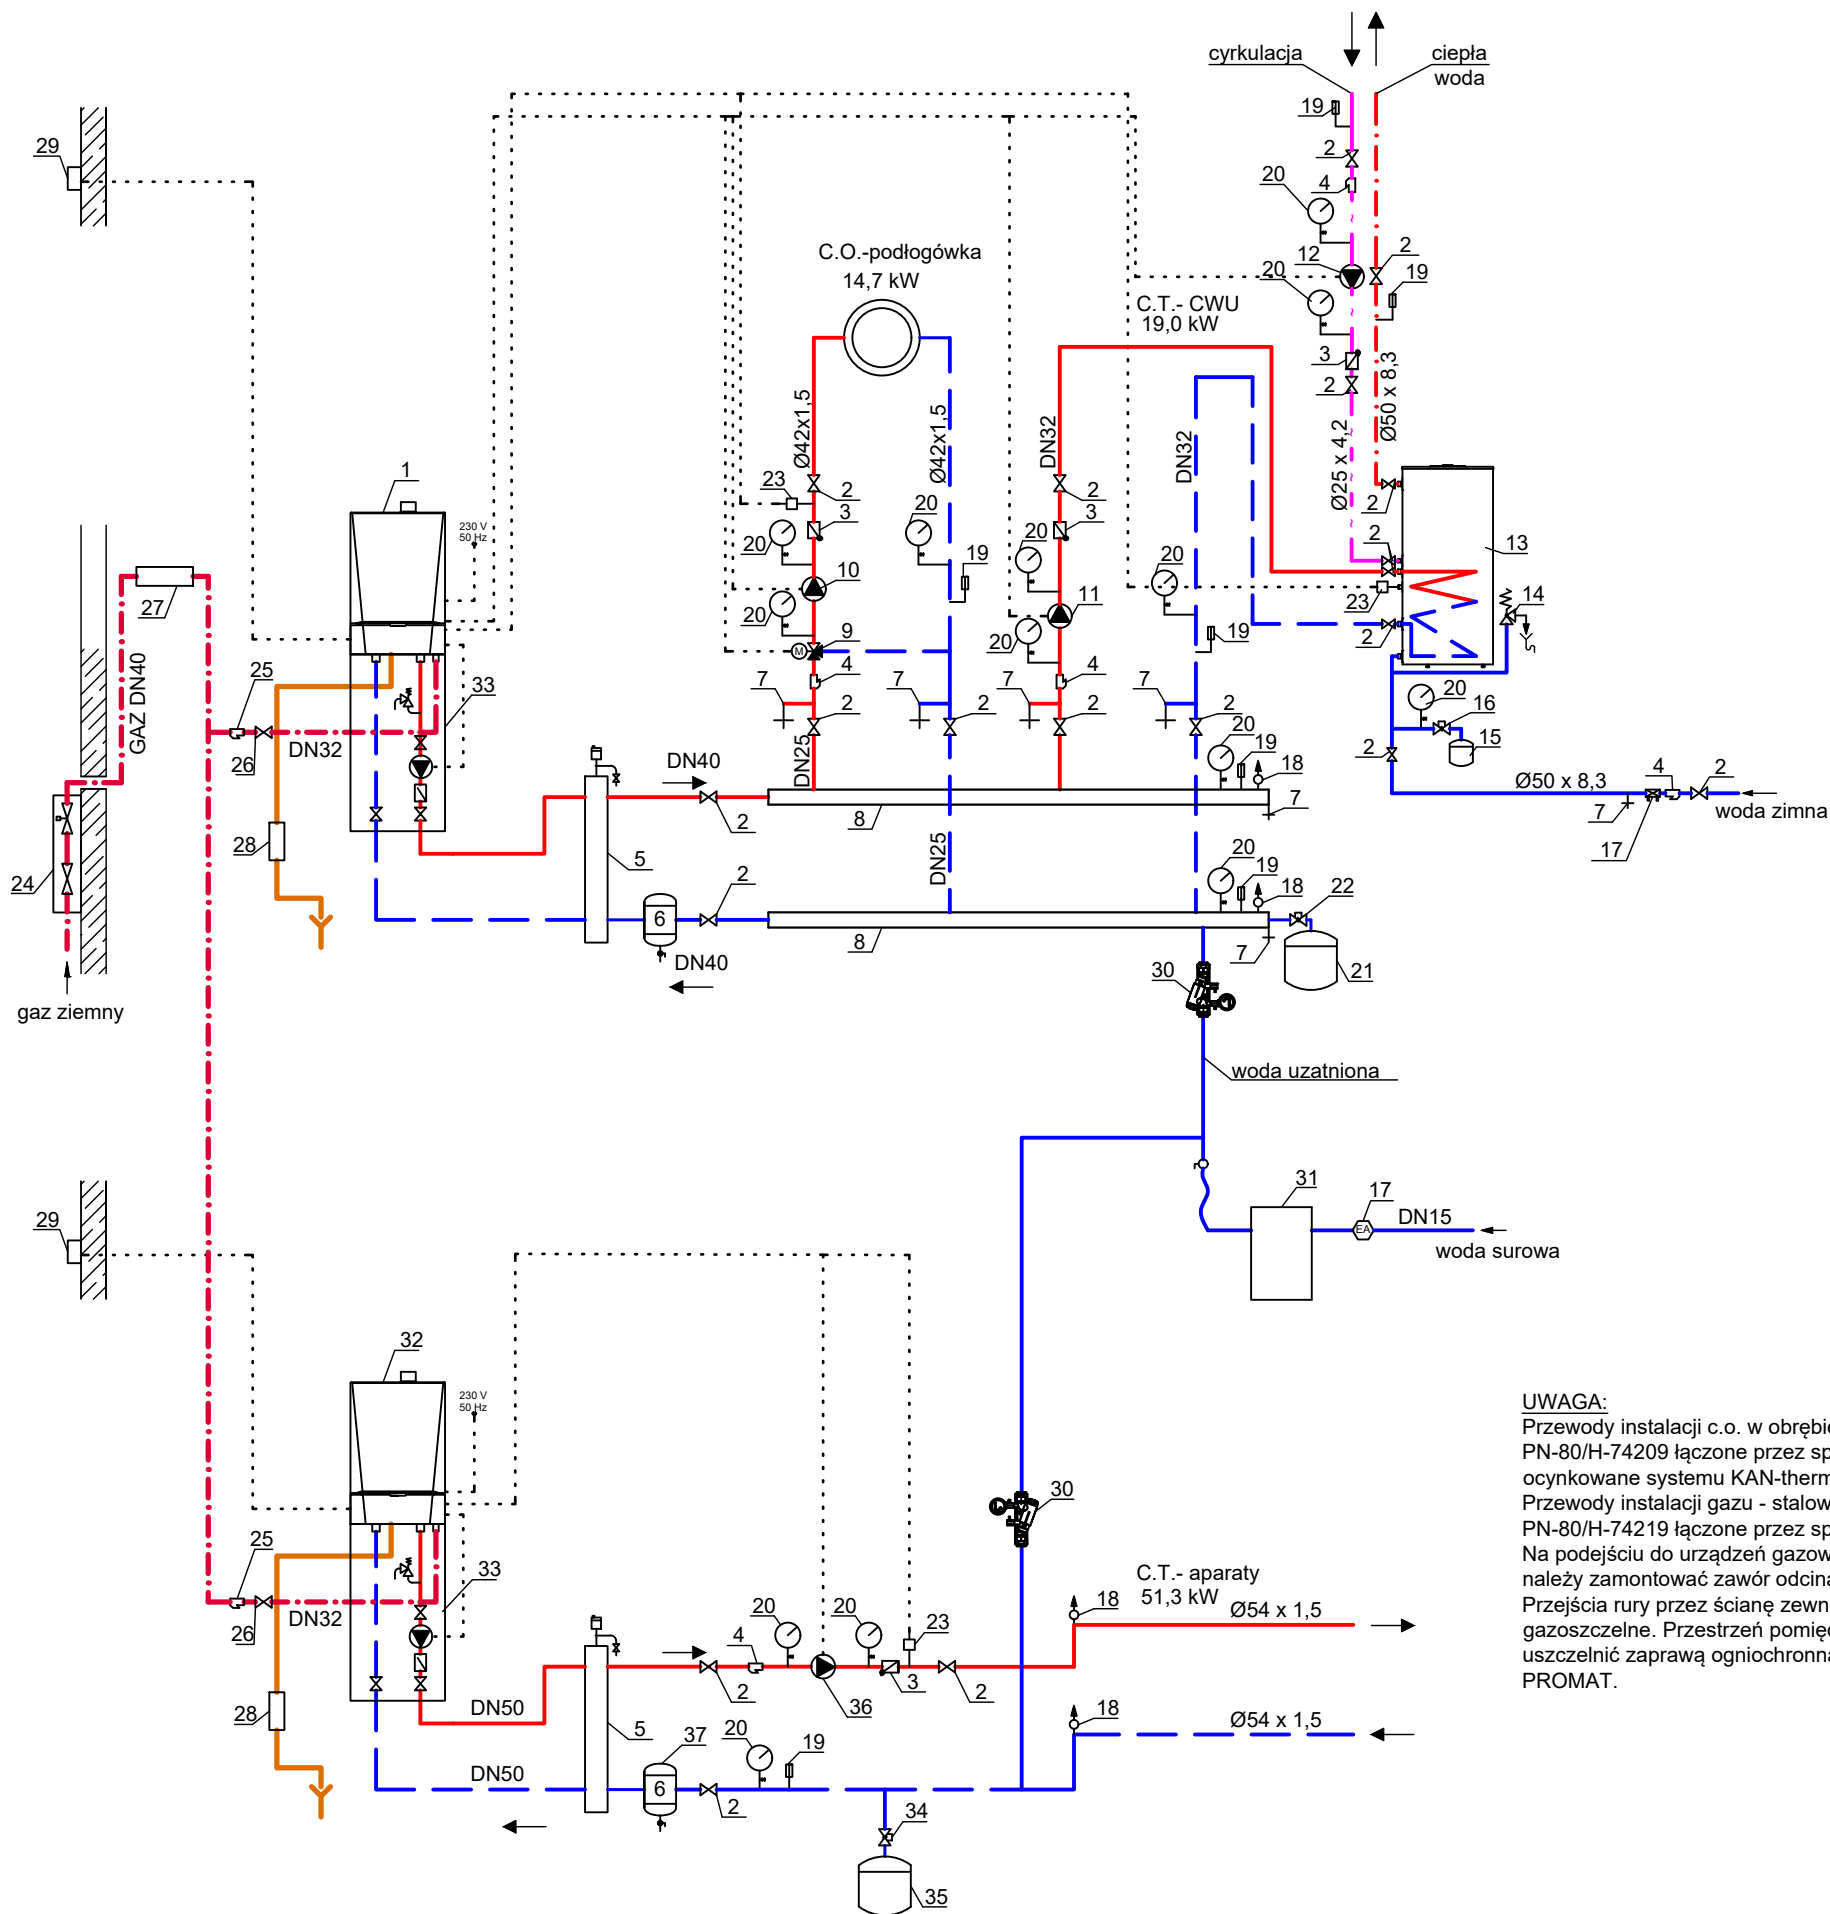 cyrkulacja
ciepła
woda
19
2
4
20
12
20
2
19
3
2
Ø50 x 8,3
Ø25 x 4,2
29
C.O.-podłogówka
14,7 kW
C.T.- CWU
19,0 kW
Ø42x1,5
Ø42x1,5
DN32
DN32
1
230 V
50 Hz
23
2
3
20
20
10
20
9
M
4
7
2
DN25
19
7
2
2
3
20
11
20
4
7
2
20
19
7
2
2
2
13
23
2
14
20
16
15
2
Ø50 x 8,3
4
2
7
17
woda zimna
27
GAZ DN40
25
26
DN32
33
28
24
gaz ziemny
DN40
2
5
8
20
19
18
7
DN25
2
6
DN40
8
20
19
18
22
7
21
30
woda uzatniona
31
17
EA
DN15
woda surowa
29
32
230 V
50 Hz
25
26
DN32
33
28
DN50
DN50
5
2
4
20
36
20
3
23
2
37
6
2
20
19
34
35
30
C.T.- aparaty
51,3 kW
18
Ø54 x 1,5
18
Ø54 x 1,5
UWAGA:
Przewody instalacji c.o. w obrębie
PN-80/H-74209 łączone przez sp
ocynkowane systemu KAN-therm
Przewody instalacji gazu - stalow
PN-80/H-74219 łączone przez sp
Na podejściu do urządzeń gazow
należy zamontować zawór odcina
Przejścia rury przez ścianę zewn
gazoszczelne. Przestrzeń pomię
uszczelnić zaprawą ogniochronn
PROMAT.